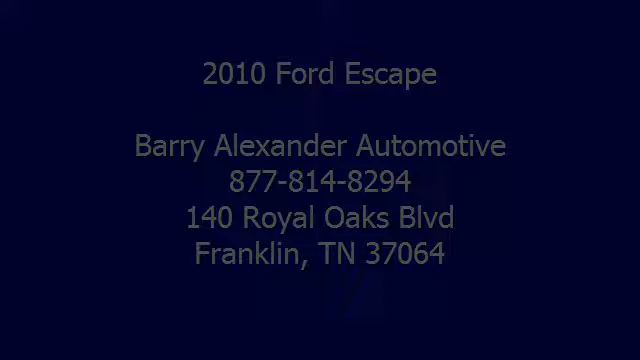 2010 Ford Escape
Barry Alexander Automotive
877-814-8294
140 Royal Oaks Blvd
Franklin, TN 37064